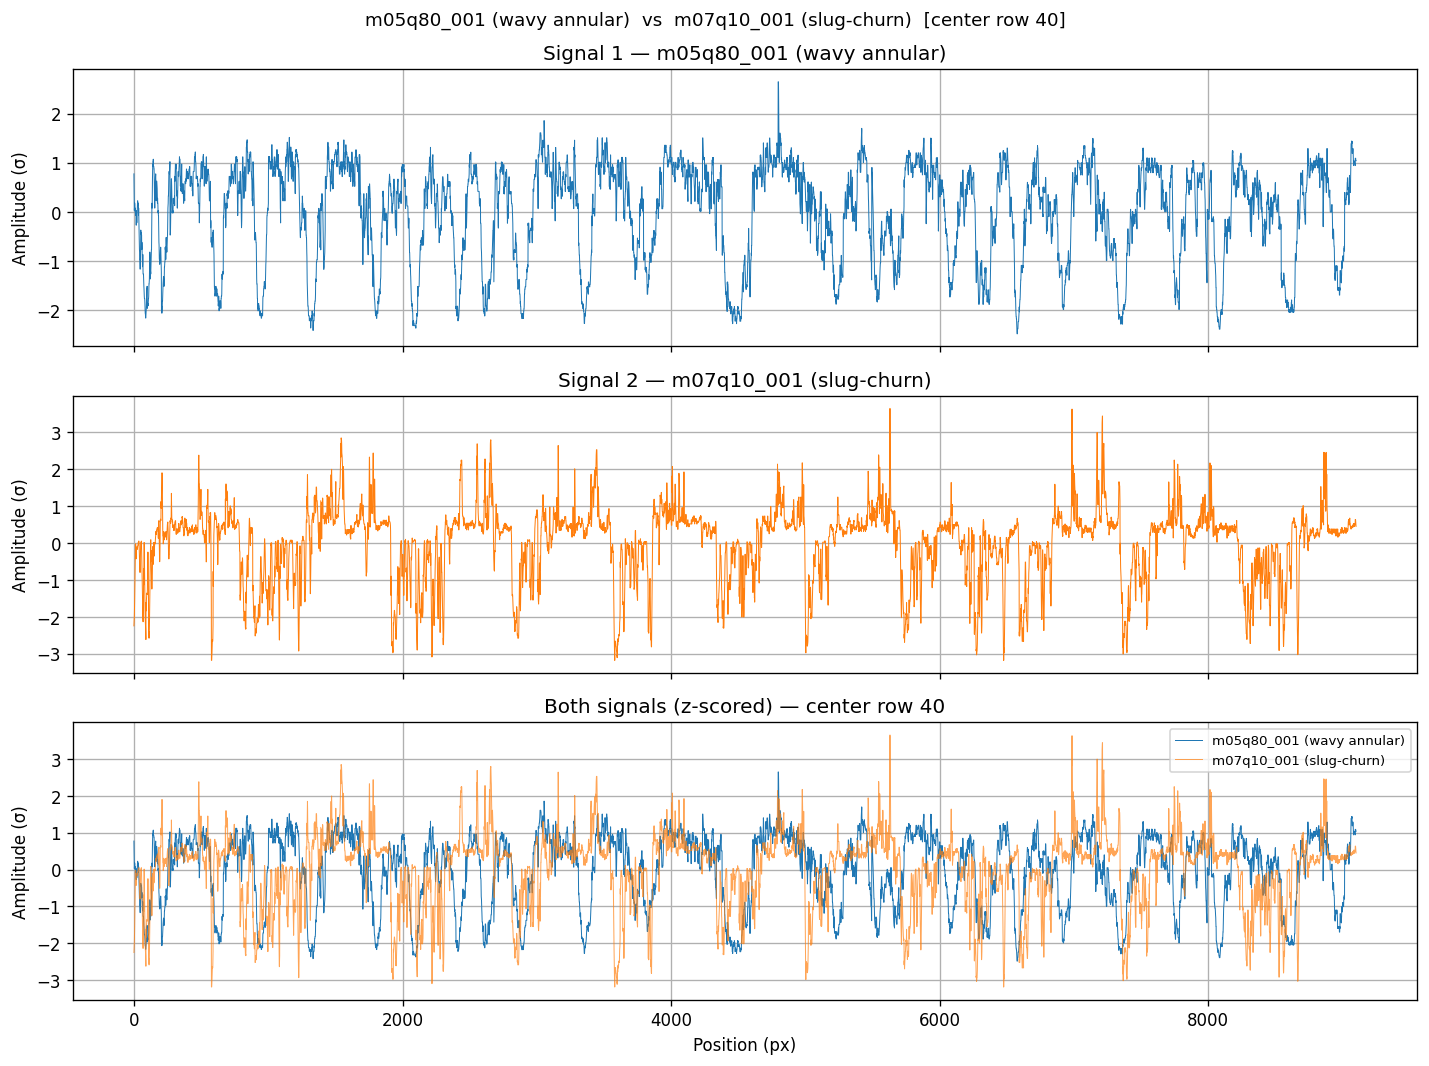 m05q80_001 (wavy annular)  vs  m07q10_001 (slug-churn)  [center row 40]
Signal 1 — m05q80_001 (wavy annular)
Amplitude (σ)
2
1
0
−1
−2
Signal 2 — m07q10_001 (slug-churn)
Amplitude (σ)
3
2
1
0
−1
−2
−3
Both signals (z-scored) — center row 40
Amplitude (σ)
3
2
1
0
−1
−2
−3
m05q80_001 (wavy annular)
m07q10_001 (slug-churn)
0 2000 4000 6000 8000
Position (px)